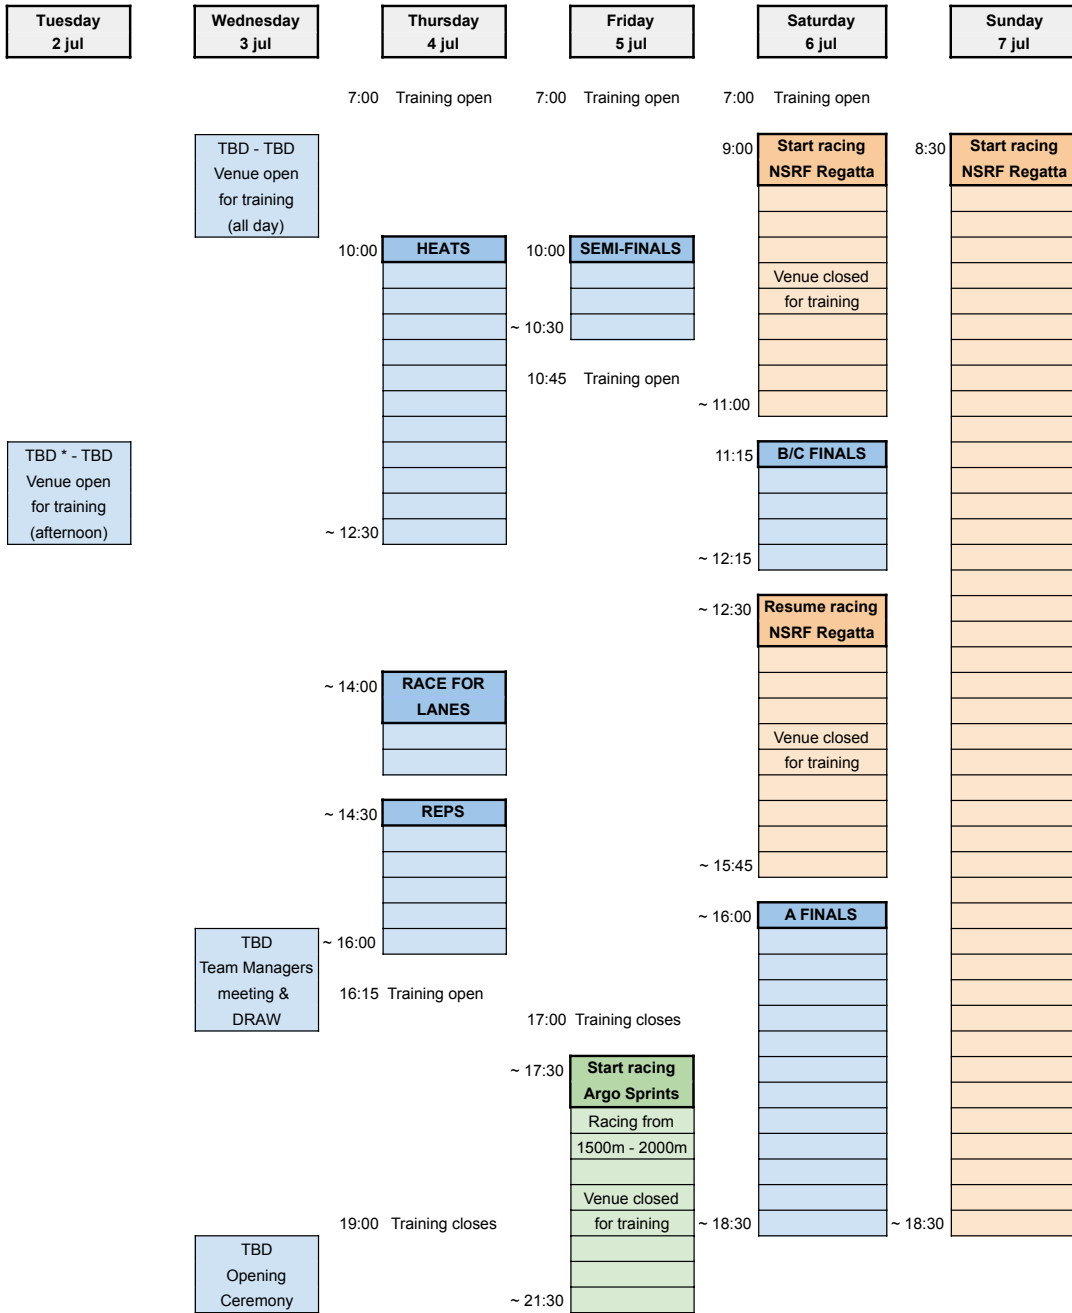 Tuesday
2 jul
Wednesday
3 jul
Thursday
4 jul
Friday
5 jul
Saturday
6 jul
Sunday
7 jul
7:00 Training open
7:00 Training open
7:00 Training open
TBD - TBD
Venue open
for training
(all day)
9:00 Start racing
NSRF Regatta
8:30 Start racing
NSRF Regatta
10:00 HEATS
10:00 SEMI-FINALS
Venue closed
for training
~ 10:30
10:45 Training open
~ 11:00
TBD * - TBD
Venue open
for training
(afternoon)
11:15 B/C FINALS
~ 12:30
~ 12:15
~ 12:30 Resume racing
NSRF Regatta
~ 14:00 RACE FOR
LANES
Venue closed
for training
~ 14:30 REPS
~ 15:45
~ 16:00 A FINALS
TBD
Team Managers
meeting &
DRAW
~ 16:00
16:15 Training open
17:00 Training closes
~ 17:30 Start racing
Argo Sprints
Racing from
1500m - 2000m
Venue closed
for training
19:00 Training closes
~ 18:30
~ 18:30
TBD
Opening
Ceremony
~ 21:30